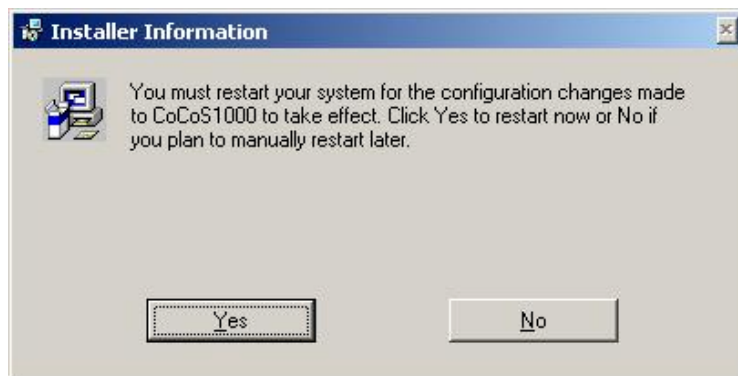 Installer Information
You must restart your system for the configuration changes made
to CoCoS1000 to take effect. Click Yes to restart now or No if
you plan to manually restart later.
Yes
No